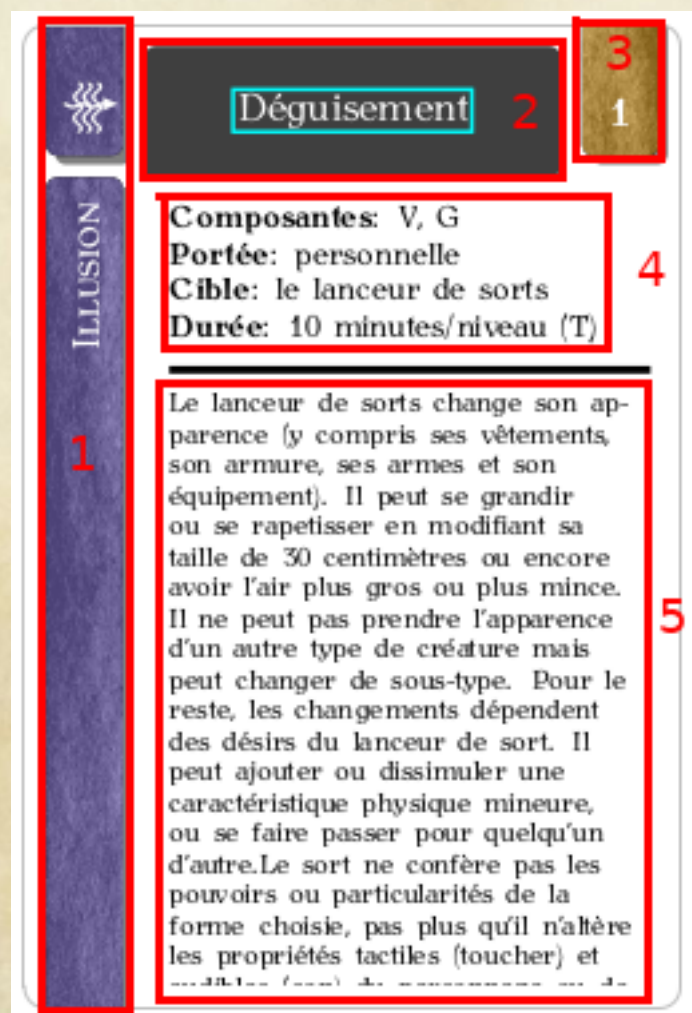 Déguisement
2
3
1
Composantes: V, G
Portée: personnelle
Cible: le lanceur de sorts
Durée: 10 minutes/niveau (T)
4
ILLUSION
1
Le lanceur de sorts change son ap-
parence (y compris ses vêtements,
son armure, ses armes et son
équipement). Il peut se grandir
ou se rapetisser en modifiant sa
taille de 30 centimètres ou encore
avoir l'air plus gros ou plus mince.
Il ne peut pas prendre l'apparence
d'un autre type de créature mais
peut changer de sous-type. Pour le
reste, les changements dépendent
des désirs du lanceur de sort. Il
peut ajouter ou dissimuler une
caractéristique physique mineure,
ou se faire passer pour quelqu'un
d'autre.Le sort ne confère pas les
pouvoirs ou particularités de la
forme choisie, pas plus qu'il n'altère
les propriétés tactiles (toucher) et
5